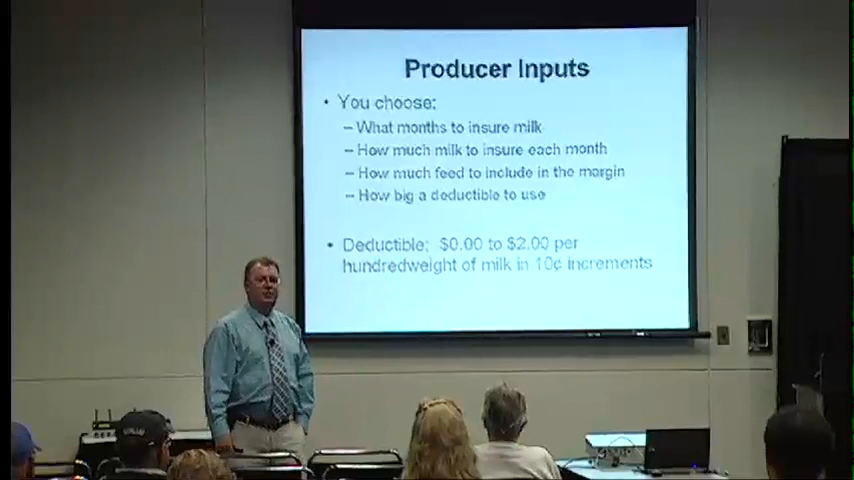 Producer Inputs
• You choose:
– What months to insure milk
– How much milk to insure each month
– How much feed to include in the margin
– How big a deductible to use
• Deductible: $0.00 to $2.00 per
hundredweight of milk in 10¢ increments